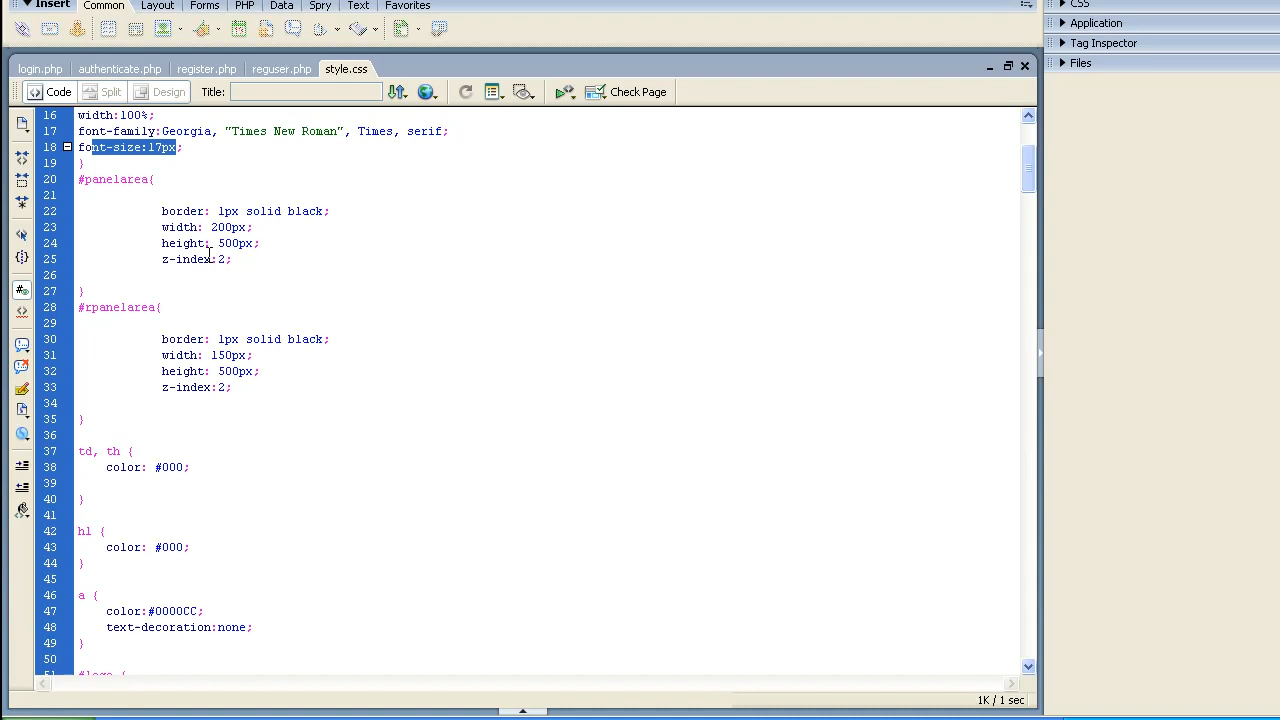 Insert Common Layout Forms PHP Data Spry Text Favorites
CSS
Application
Tag Inspector
Files
login.php authenticate.php register.php reguser.php style.css
Code Split Design Title: Check Page
16 width:100%;
17 font-family:Georgia, "Times New Roman", Times, serif;
18 font-size:17px;
19 }
20 #panelarea{
21
22 border: 1px solid black;
23 width: 200px;
24 height: 500px;
25 z-index:2;
26
27 }
28 #rpanelarea{
29
30 border: 1px solid black;
31 width: 150px;
32 height: 500px;
33 z-index:2;
34
35 }
36
37 td, th {
38 color: #000;
39
40 }
41
42 h1 {
43 color: #000;
44 }
45
46 a {
47 color:#0000CC;
48 text-decoration:none;
49 }
50
51 #logo {
1K / 1 sec